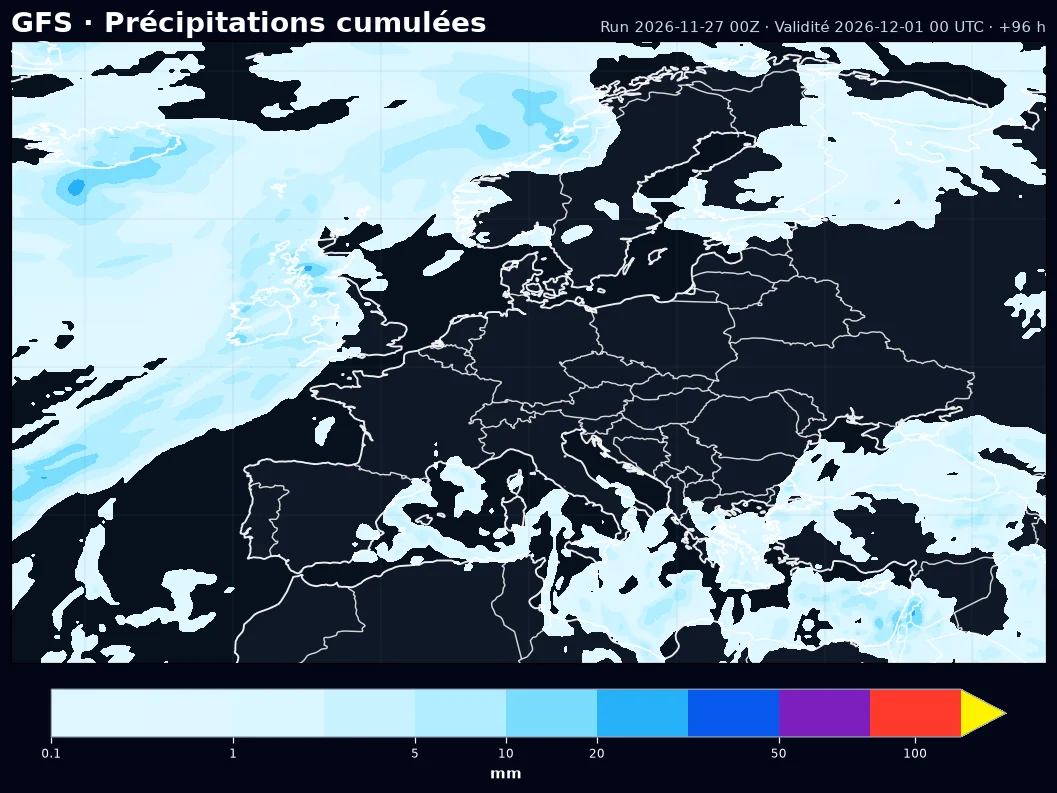 GFS · Précipitations cumulées
Run 2026-11-27 00Z · Validité 2026-12-01 00 UTC · +96 h
0.1 1 5 10 20 50 100
mm